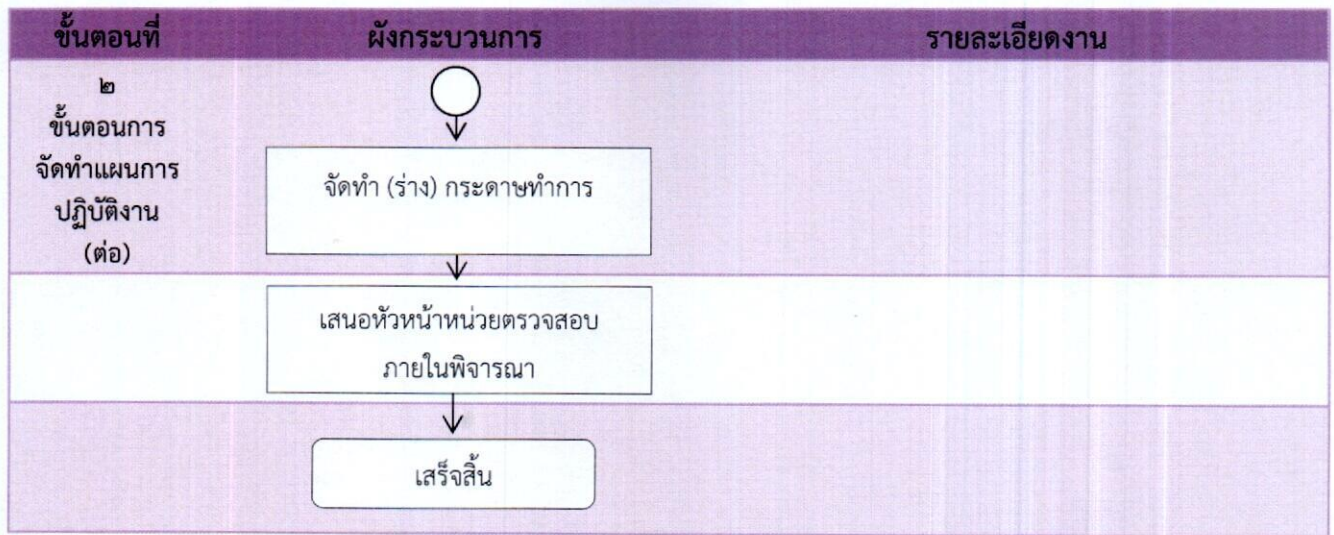 ขั้นตอนที่ ผังกระบวนการ รายละเอียดงาน
๒
ขั้นตอนการ
จัดทำแผนการ
ปฏิบัติงาน
(ต่อ)
จัดทำ (ร่าง) กระดาษทำการ
เสนอหัวหน้าหน่วยตรวจสอบ
ภายในพิจารณา
เสร็จสิ้น